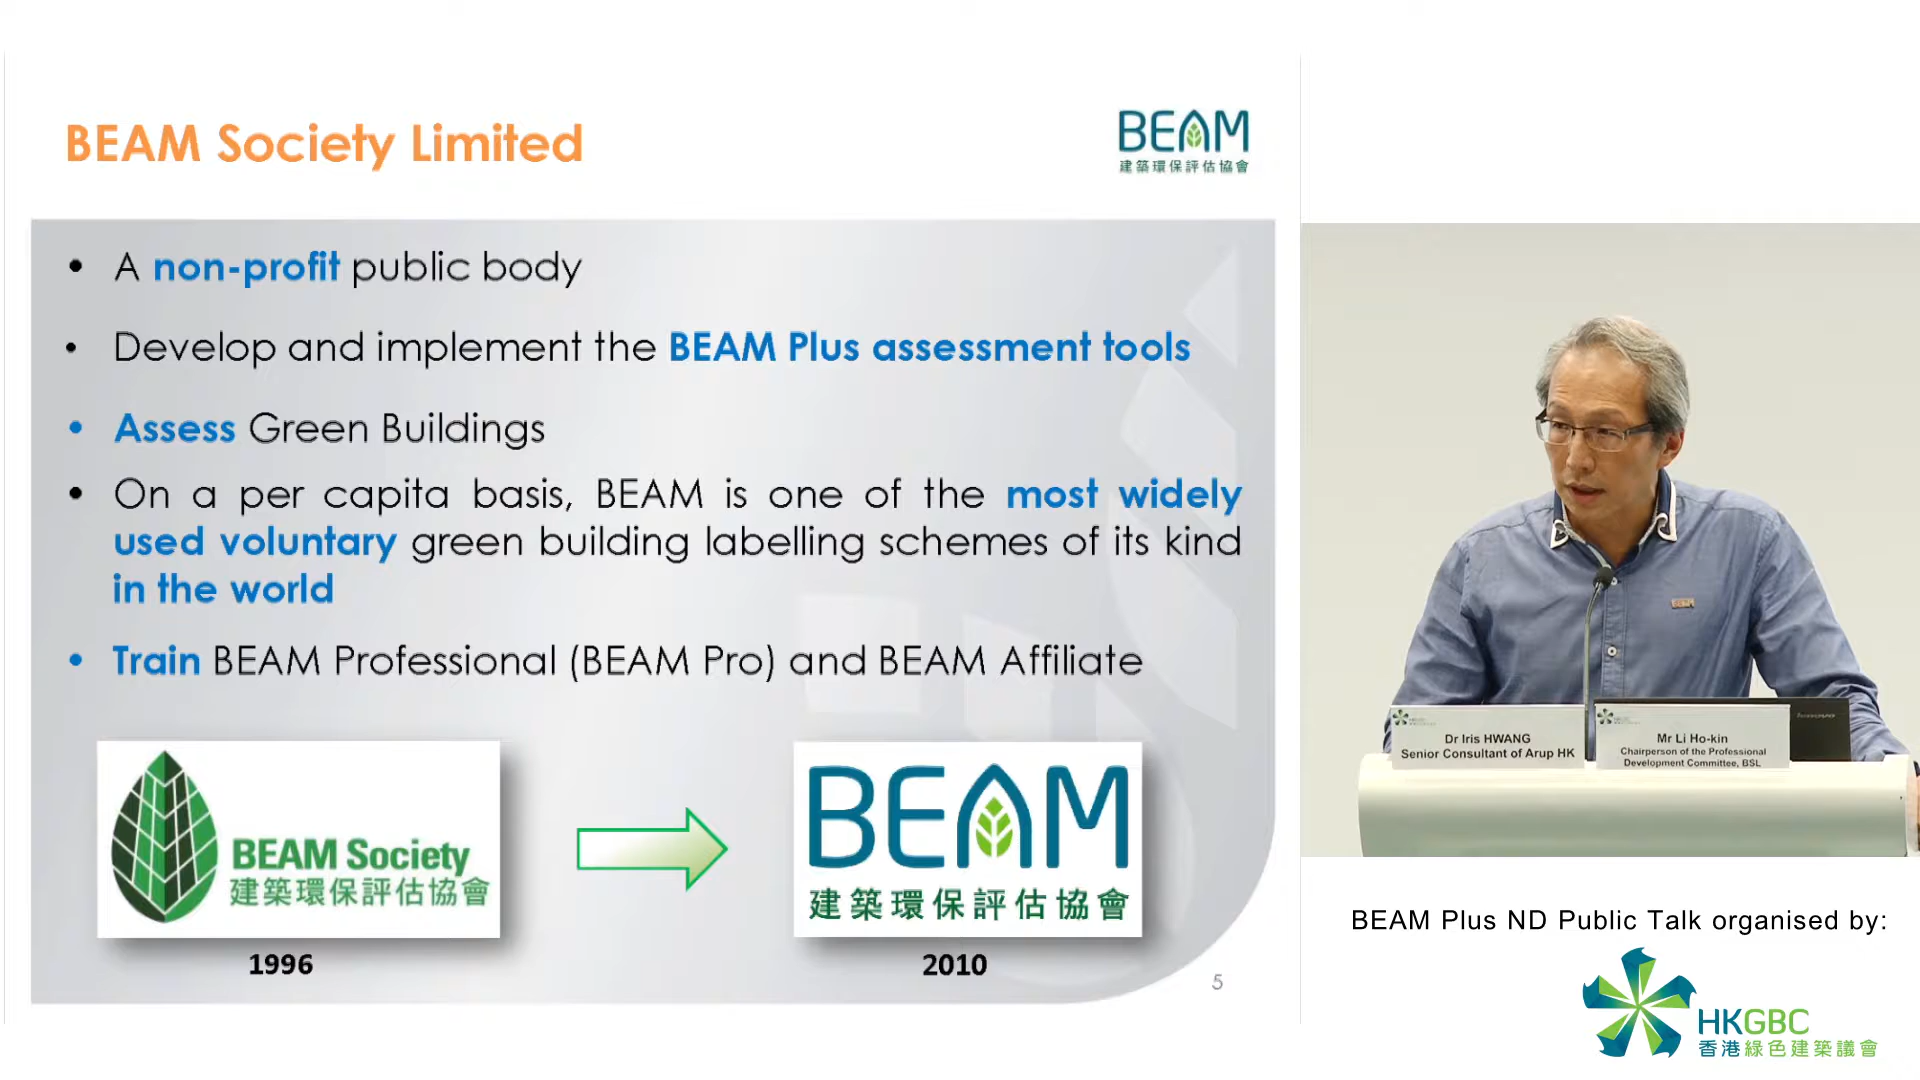 BEAM Society Limited
BEAM
建築環保評估協會
• A non-profit public body
• Develop and implement the BEAM Plus assessment tools
• Assess Green Buildings
• On a per capita basis, BEAM is one of the most widely
used voluntary green building labelling schemes of its kind
in the world
• Train BEAM Professional (BEAM Pro) and BEAM Affiliate
BEAM Society
建築環保評估協會
1996
BEAM
建築環保評估協會
2010
5
BEAM
lenovo
HKGBC
Dr Iris HWANG
Senior Consultant of Arup HK
HKGBC
Mr Li Ho-kin
Chairperson of the Professional
Development Committee, BSL
BEAM Plus ND Public Talk organised by:
HKGBC
香港綠色建築議會